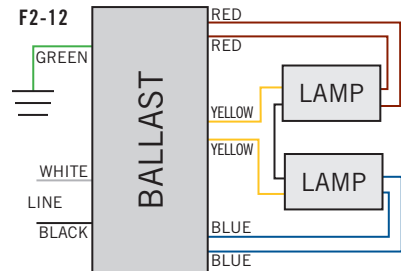 F2-12
RED
RED
GREEN
BALLAST
LAMP
YELLOW
YELLOW
WHITE
LAMP
LINE
BLACK
BLUE
BLUE